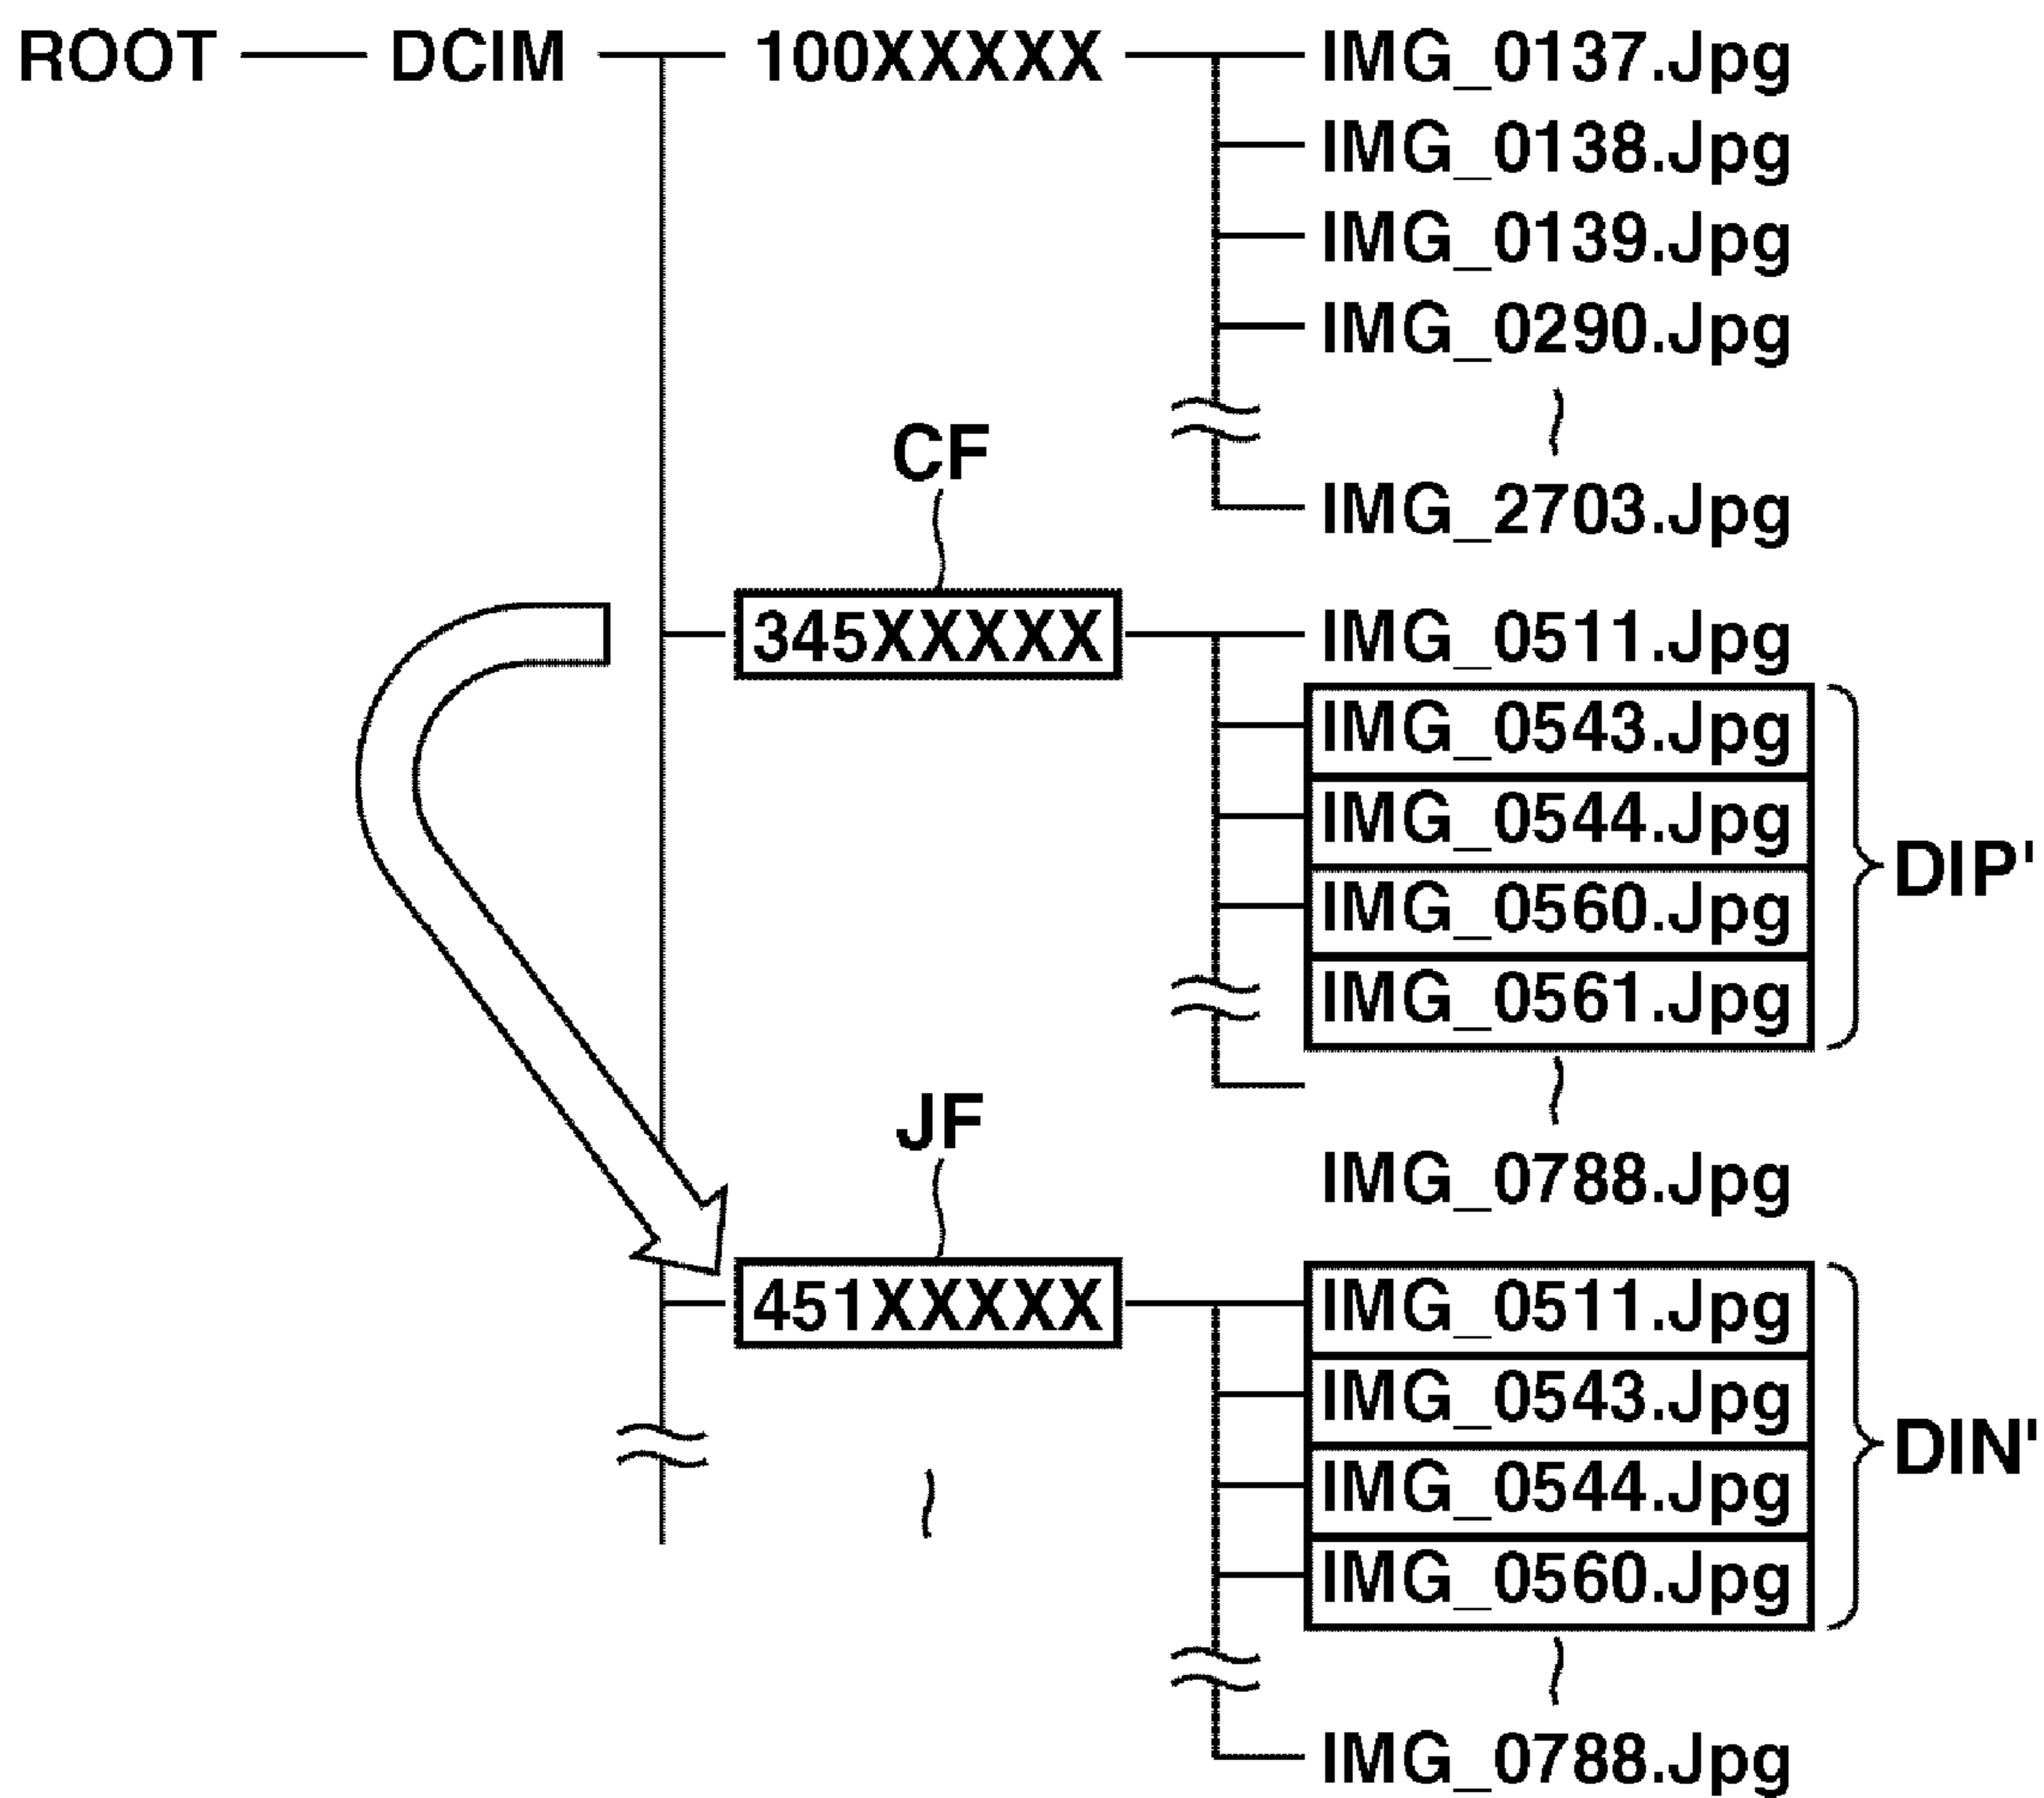 ROOT DCIM 100XXXXX IMG_0137.Jpg
IMG_0138.Jpg
IMG_0139.Jpg
IMG_0290.Jpg
CF
IMG_2703.Jpg
345XXXXX IMG_0511.Jpg
IMG_0543.Jpg
IMG_0544.Jpg
DIP'
IMG_0560.Jpg
IMG_0561.Jpg
JF
IMG_0788.Jpg
451XXXXX IMG_0511.Jpg
IMG_0543.Jpg
DIN'
IMG_0544.Jpg
IMG_0560.Jpg
IMG_0788.Jpg